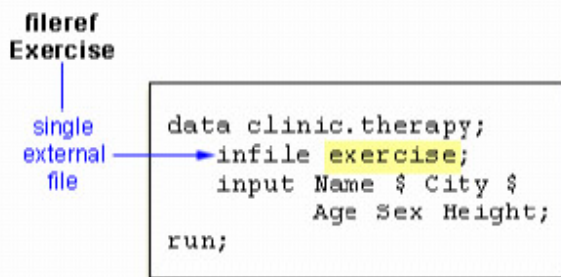 fileref
Exercise
single
external
file
data clinic.therapy;
infile exercise;
input Name $ City $
Age Sex Height;
run;